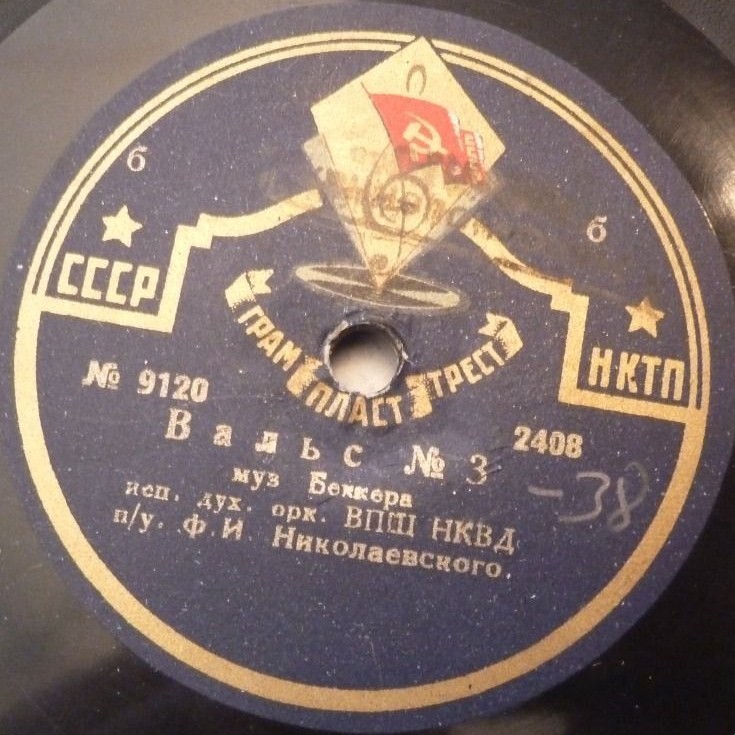 б
б
СССР
НКТП
ГРАМ ПЛАСТ ТРЕСТ
№ 9120
2408
Вальс № 3
муз Беккера
-38
исп. дух. орк. ВПШ НКВД
п/у. Ф.И Николаевского.